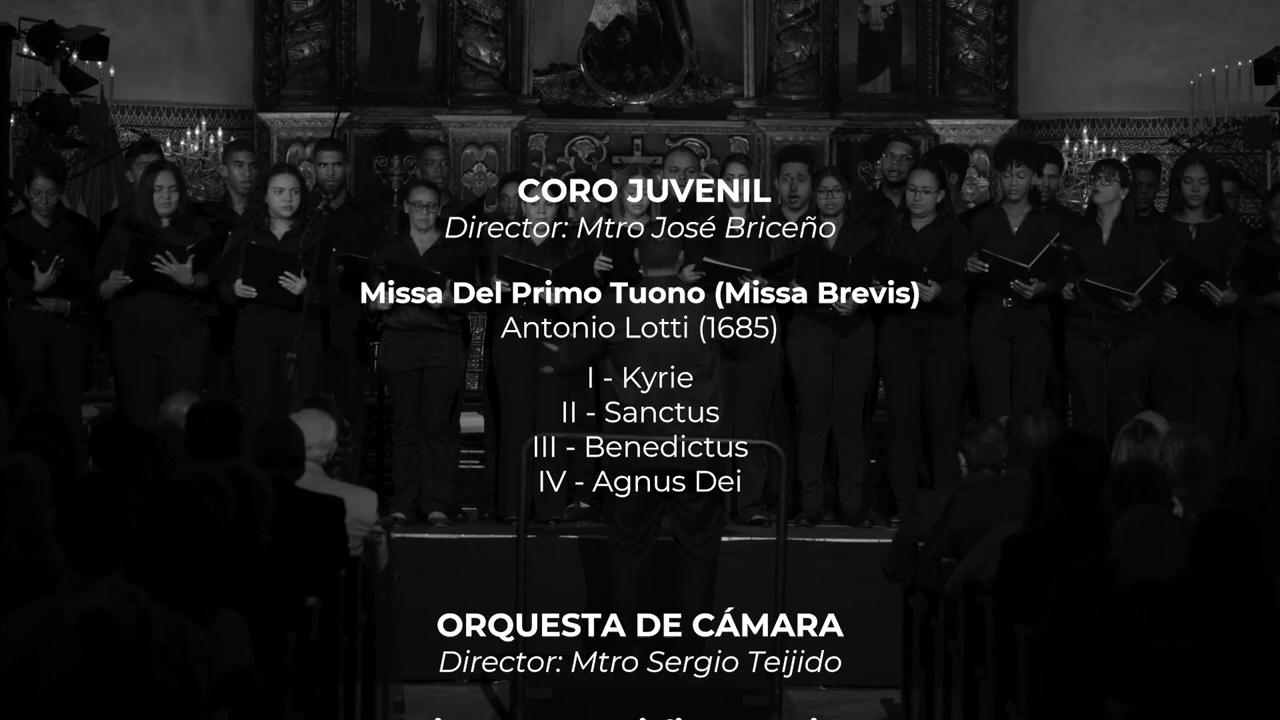 CORO JUVENIL
Director: Mtro José Briceño
Missa Del Primo Tuono (Missa Brevis)
Antonio Lotti (1685)
I - Kyrie
II - Sanctus
III - Benedictus
IV - Agnus Dei
ORQUESTA DE CÁMARA
Director: Mtro Sergio Teijido